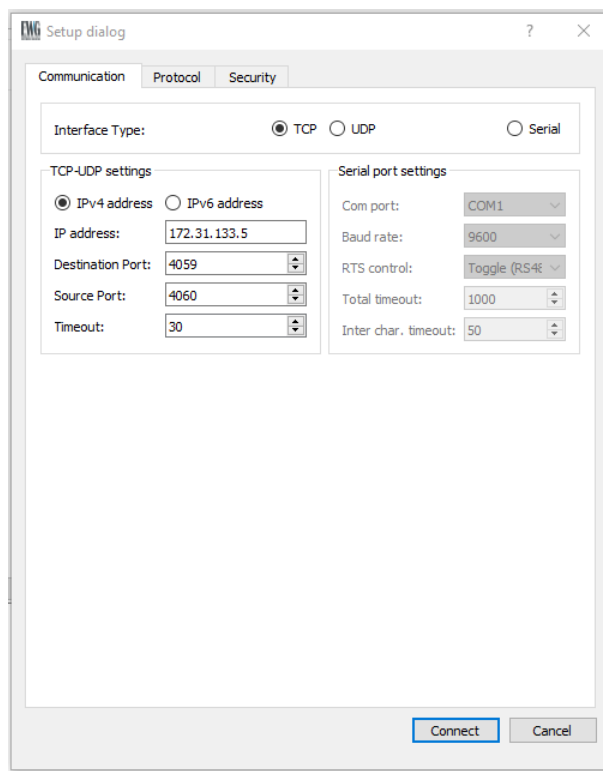 EWG Setup dialog ?
Communication Protocol Security
Interface Type: TCP UDP Serial
TCP-UDP settings
IPv4 address IPv6 address
IP address: 172.31.133.5
Destination Port: 4059
Source Port: 4060
Timeout: 30
Serial port settings
Com port: COM1
Baud rate: 9600
RTS control: Toggle (RS48
Total timeout: 1000
Inter char. timeout: 50
Connect Cancel